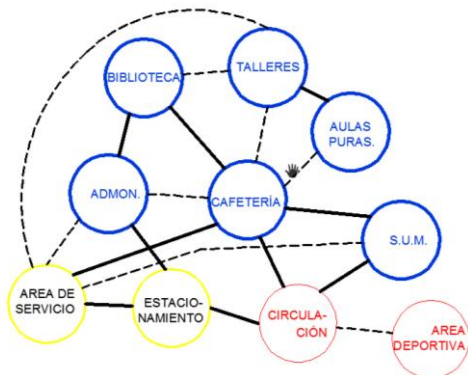 TALLERES
BIBLIOTECA
AULAS
PURAS.
ADMON.
CAFETERÍA
S.U.M.
AREA DE
SERVICIO
ESTACIO-
NAMIENTO
CIRCULA-
CIÓN
AREA
DEPORTIVA